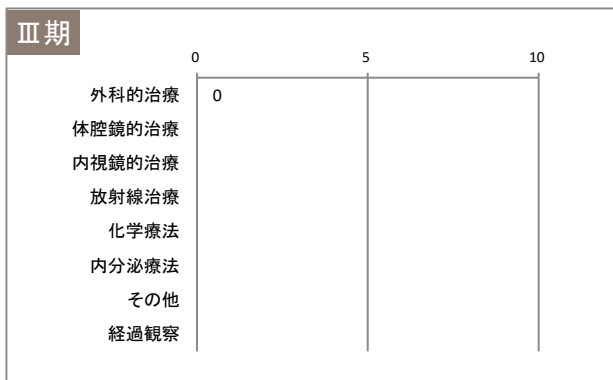 Ⅲ期
0 5 10
外科的治療 0
体腔鏡的治療
内視鏡的治療
放射線治療
化学療法
内分泌療法
その他
経過観察